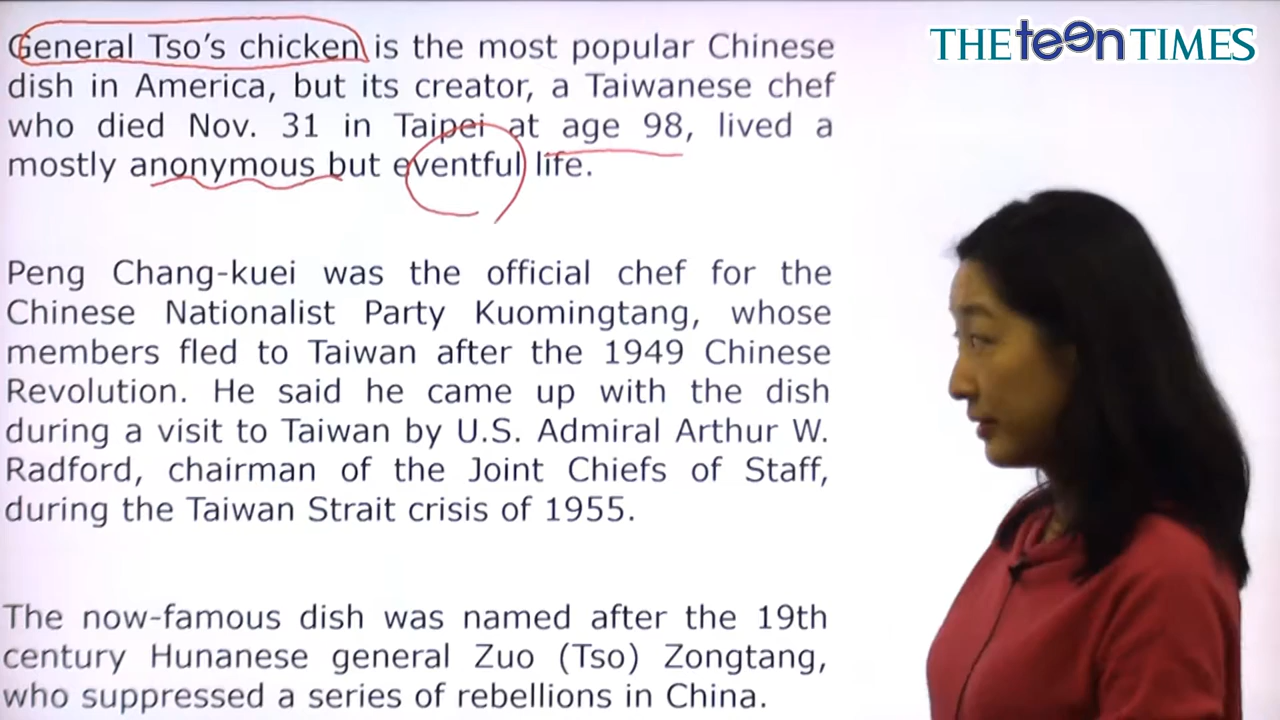 General Tso's chicken is the most popular Chinese
dish in America, but its creator, a Taiwanese chef
who died Nov. 31 in Taipei at age 98, lived a
mostly anonymous but eventful life.
Peng Chang-kuei was the official chef for the
Chinese Nationalist Party Kuomingtang, whose
members fled to Taiwan after the 1949 Chinese
Revolution. He said he came up with the dish
during a visit to Taiwan by U.S. Admiral Arthur W.
Radford, chairman of the Joint Chiefs of Staff,
during the Taiwan Strait crisis of 1955.
The now-famous dish was named after the 19th
century Hunanese general Zuo (Tso) Zongtang,
who suppressed a series of rebellions in China.
THE teen TIMES